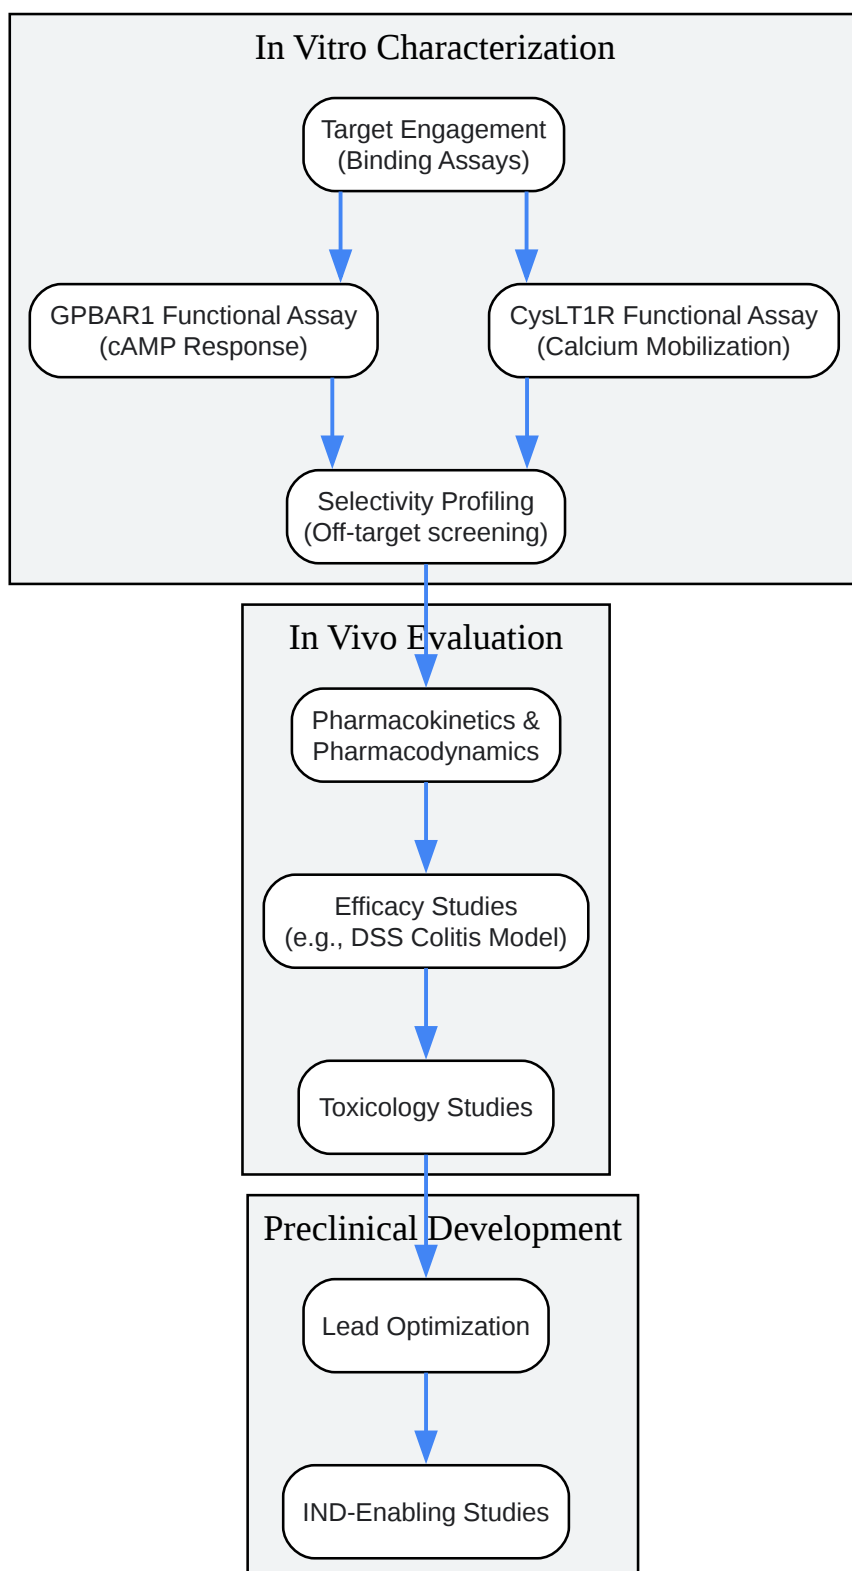 In Vitro Characterization
Target Engagement
(Binding Assays)
GPBAR1 Functional Assay
(cAMP Response)
CysLT1R Functional Assay
(Calcium Mobilization)
Selectivity Profiling
(Off-target screening)
In Vivo Evaluation
Pharmacokinetics &
Pharmacodynamics
Efficacy Studies
(e.g., DSS Colitis Model)
Toxicology Studies
Preclinical Development
Lead Optimization
IND-Enabling Studies